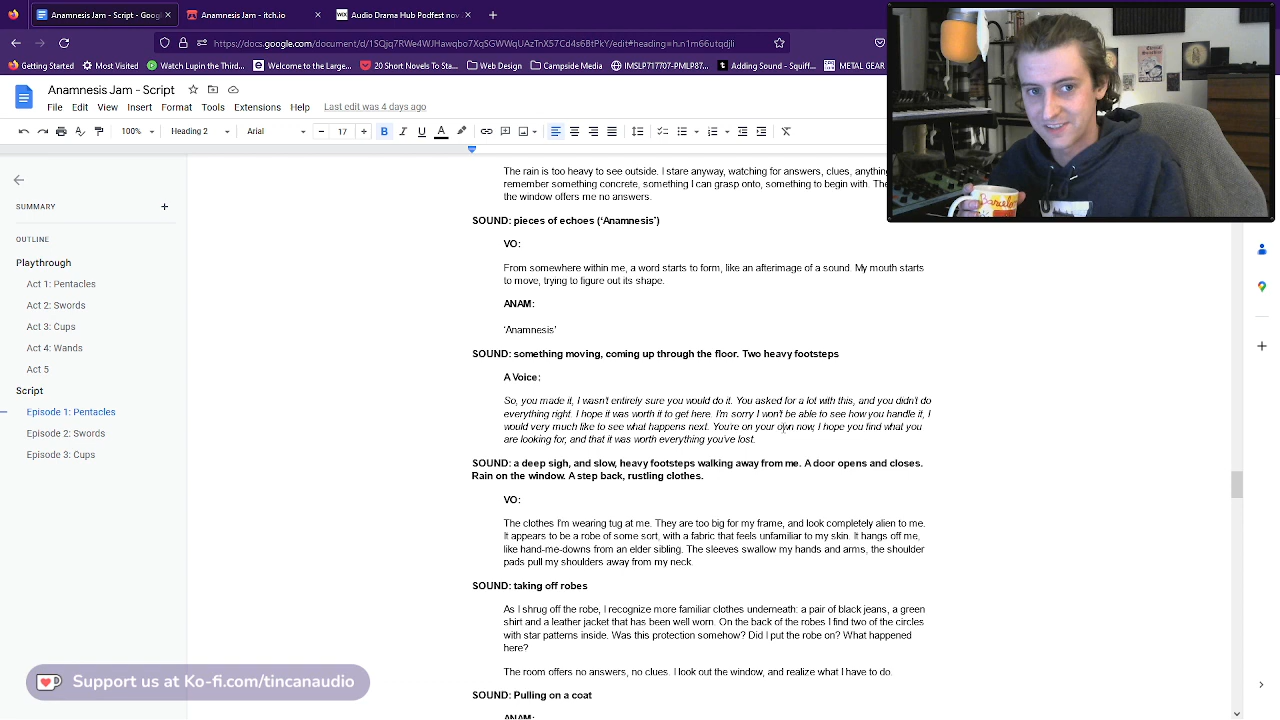 Anamnesis Jam - Script - Goog
Anamnesis Jam - itch.io
Audio Drama Hub Podfest nov
https://docs.google.com/document/d/1SQjq7RWe4WJHawqbo7XqSGWWqUAzTnXS7Cd4s6BtPkY/edit#heading=h.n1m66utqdjli
Getting Started
Most Visited
Watch Lupin the Third...
Welcome to the Large...
20 Short Novels To S...
Web Design
Campside Media
IMSLP717707-PMLP87...
Adding Sound - Squiff...
METAL GEAR
Anamnesis Jam - Script
File Edit View Insert Format Tools Extensions Help Last edit was 4 days ago
100% Heading 2 Arial 17
SUMMARY
OUTLINE
Playthrough
Act 1: Pentacles
Act 2: Swords
Act 3: Cups
Act 4: Wands
Act 5
Script
Episode 1: Pentacles
Episode 2: Swords
Episode 3: Cups
The rain is too heavy to see outside. I stare anyway, watching for answers, clues, anything
remember something concrete, something I can grasp onto, something to begin with. The
the window offers me no answers.
SOUND: pieces of echoes ('Anamnesis')
VO:
From somewhere within me, a word starts to form, like an afterimage of a sound. My mouth starts
to move, trying to figure out its shape.
ANAM:
'Anamnesis'
SOUND: something moving, coming up through the floor. Two heavy footsteps
A Voice:
So, you made it, I wasn't entirely sure you would do it. You asked for a lot with this, and you didn't do
everything right. I hope it was worth it to get here. I'm sorry I won't be able to see how you handle it, I
would very much like to see what happens next. You're on your own now, I hope you find what you
are looking for, and that it was worth everything you've lost.
SOUND: a deep sigh, and slow, heavy footsteps walking away from me. A door opens and closes.
Rain on the window. A step back, rustling clothes.
VO:
The clothes I'm wearing tug at me. They are too big for my frame, and look completely alien to me.
It appears to be a robe of some sort, with a fabric that feels unfamiliar to my skin. It hangs off me,
like hand-me-downs from an elder sibling. The sleeves swallow my hands and arms, the shoulder
pads pull my shoulders away from my neck.
SOUND: taking off robes
As I shrug off the robe, I recognize more familiar clothes underneath: a pair of black jeans, a green
shirt and a leather jacket that has been well worn. On the back of the robes I find two of the circles
with star patterns inside. Was this protection somehow? Did I put the robe on? What happened
here?
The room offers no answers, no clues. I look out the window, and realize what I have to do.
SOUND: Pulling on a coat
ANAM:
Support us at Ko-fi.com/tincanaudio